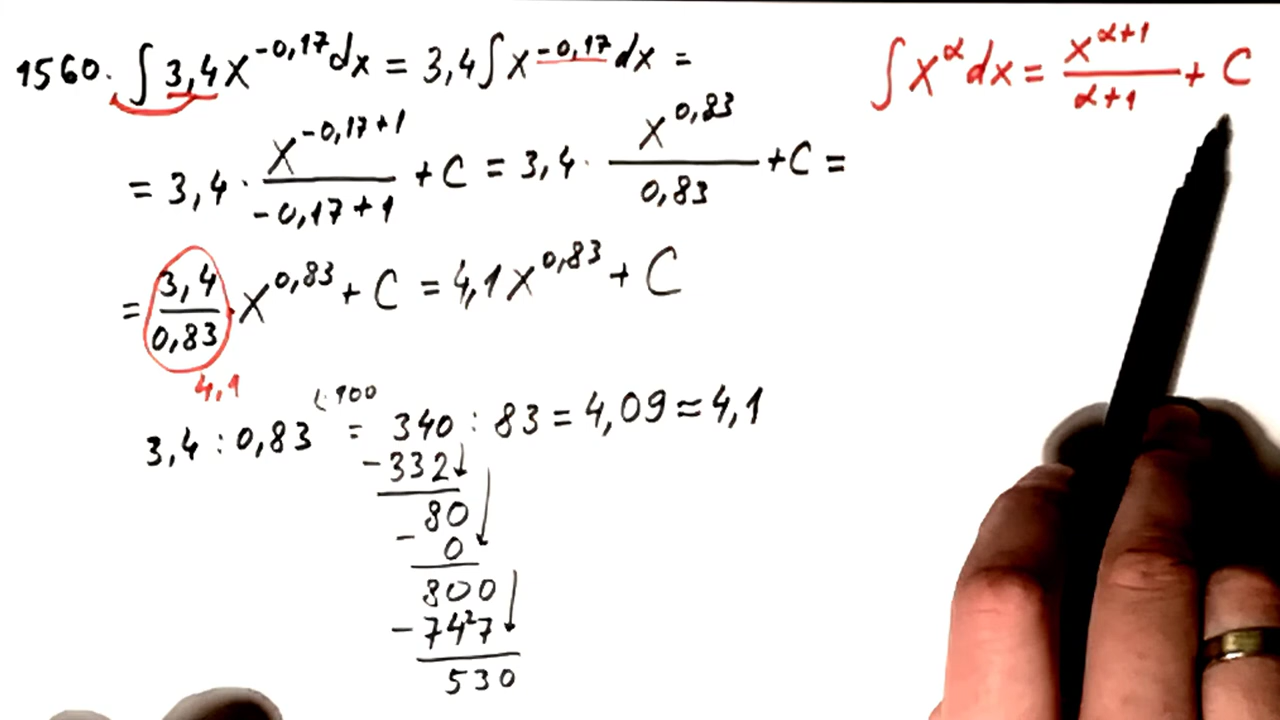 1560. ∫ 3,4x^{-0,17}dx = 3,4∫x^{-0,17}dx =
∫x^α dx = x^{α+1}/(α+1) + C
= 3,4 · x^{-0,17+1}/(-0,17+1) + C = 3,4 · x^{0,83}/0,83 + C =
= 3,4/0,83 · x^{0,83} + C = 4,1x^{0,83} + C
4,1
(·100
3,4 : 0,83 = 340 : 83 = 4,09 ≈ 4,1
-332
80
- 0
800
-74²7
530